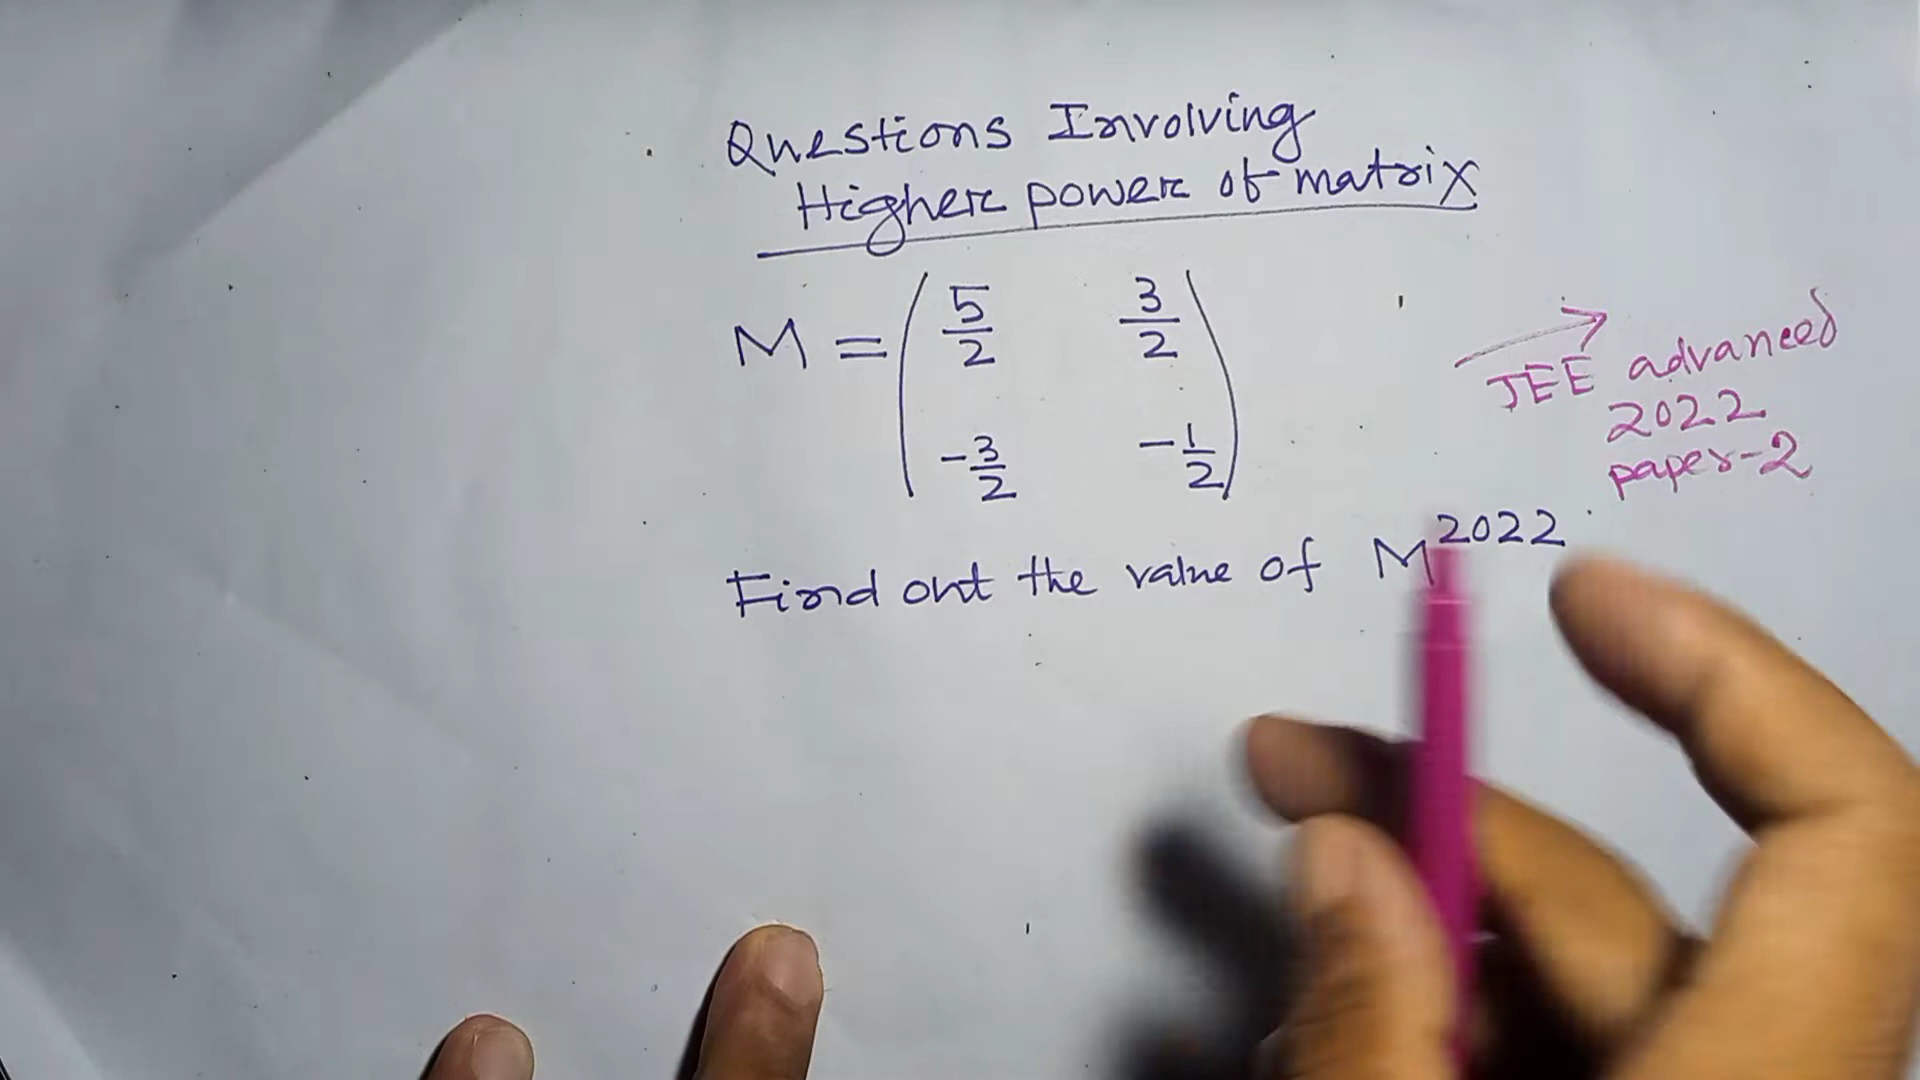 Questions Involving
Higher power of matrix
M = ( 5/2 3/2
-3/2 -1/2 )
JEE advanced
2022
paper-2
Find out the value of M^2022